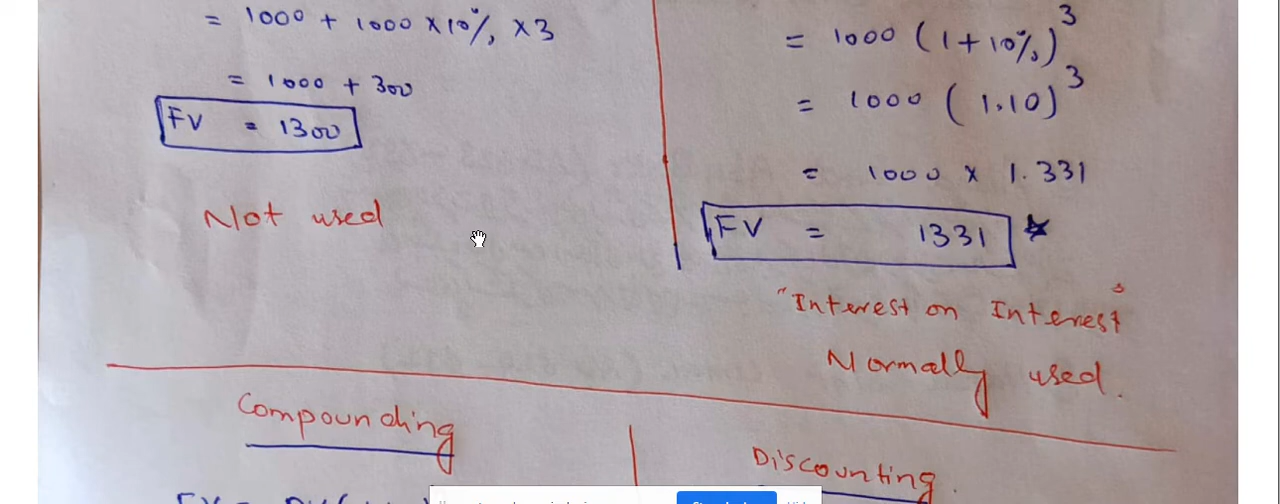 = 1000 + 1000 × 10% × 3
= 1000 + 300
FV = 1300
Not used
= 1000 (1+10%)³
= 1000 (1.10)³
= 1000 × 1.331
FV = 1331
"Interest on Interest"
Normally used.
Compounding
Discounting